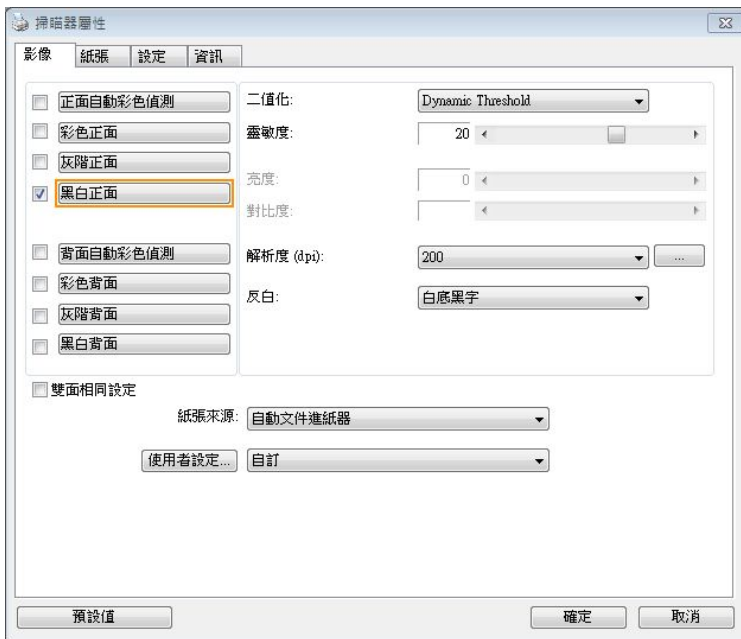 掃瞄器屬性
影像 紙張 設定 資訊
正面自動彩色偵測
彩色正面
灰階正面
黑白正面
背面自動彩色偵測
彩色背面
灰階背面
黑白背面
二值化: Dynamic Threshold
靈敏度: 20
亮度: 0
對比度:
解析度 (dpi): 200 ...
反白: 白底黑字
雙面相同設定
紙張來源: 自動文件進紙器
使用者設定... 自訂
預設值 確定 取消